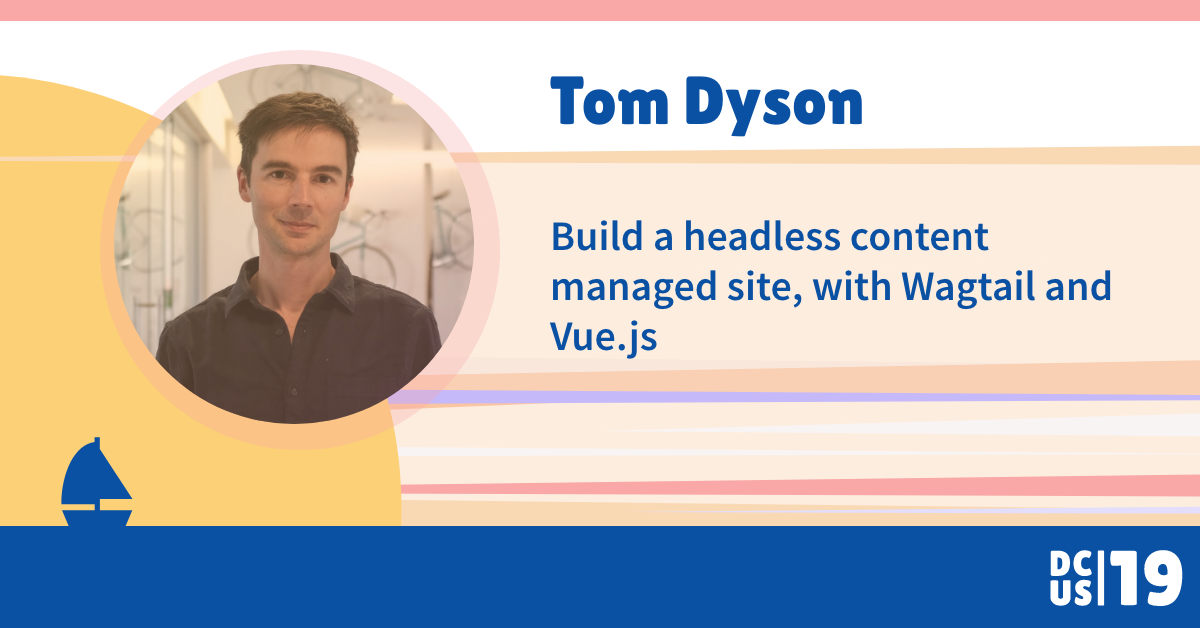 Tom Dyson
Build a headless content
managed site, with Wagtail and
Vue.js
DC
US
19